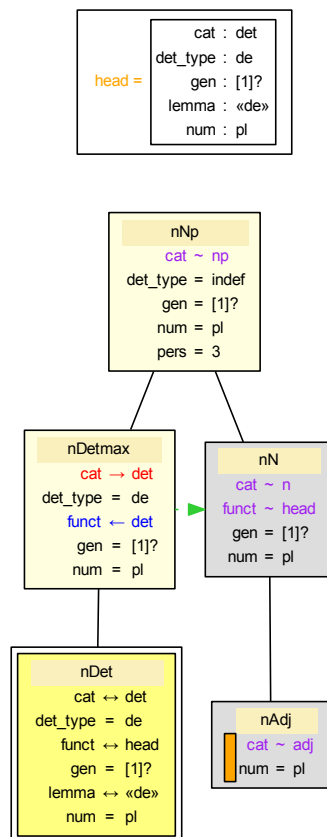 head =
cat : det
det_type : de
gen : [1]?
lemma : «de»
num : pl
nNp
cat ~ np
det_type = indef
gen = [1]?
num = pl
pers = 3
nDetmax
cat → det
det_type = de
funct ← det
gen = [1]?
num = pl
nN
cat ~ n
funct ~ head
gen = [1]?
num = pl
nDet
cat ↔ det
det_type = de
funct ↔ head
gen = [1]?
lemma ↔ «de»
num = pl
nAdj
cat ~ adj
num = pl